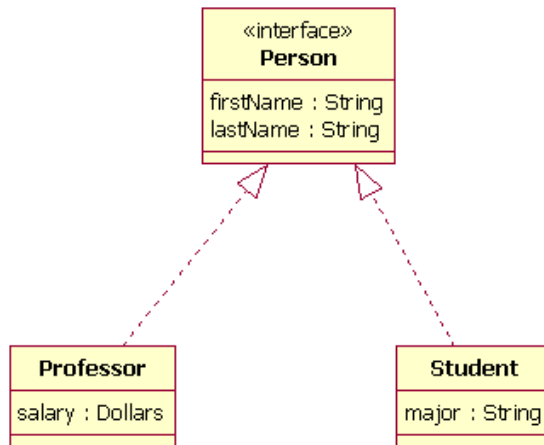 «interface»
Person
firstName : String
lastName : String
Professor
salary : Dollars
Student
major : String